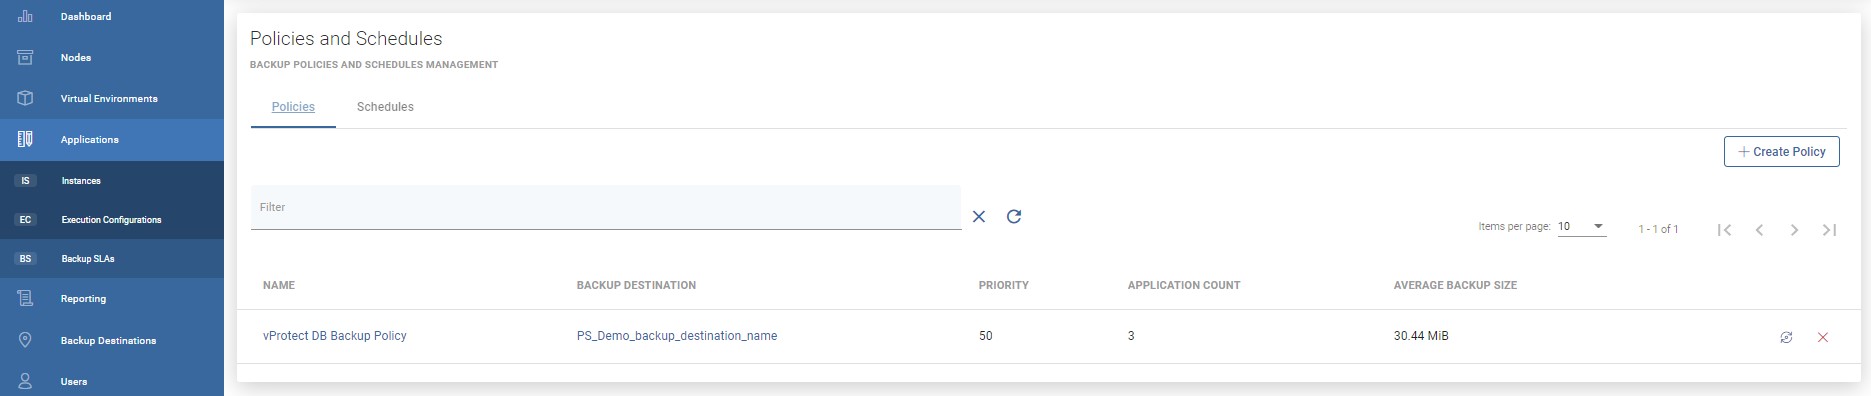 Dashboard
Nodes
Virtual Environments
Applications
IS Instances
EC Execution Configurations
BS Backup SLAs
Reporting
Backup Destinations
Users
Policies and Schedules
BACKUP POLICIES AND SCHEDULES MANAGEMENT
Policies Schedules
+ Create Policy
Filter
Items per page: 10 1 - 1 of 1
NAME BACKUP DESTINATION PRIORITY APPLICATION COUNT AVERAGE BACKUP SIZE
vProtect DB Backup Policy PS_Demo_backup_destination_name 50 3 30.44 MiB